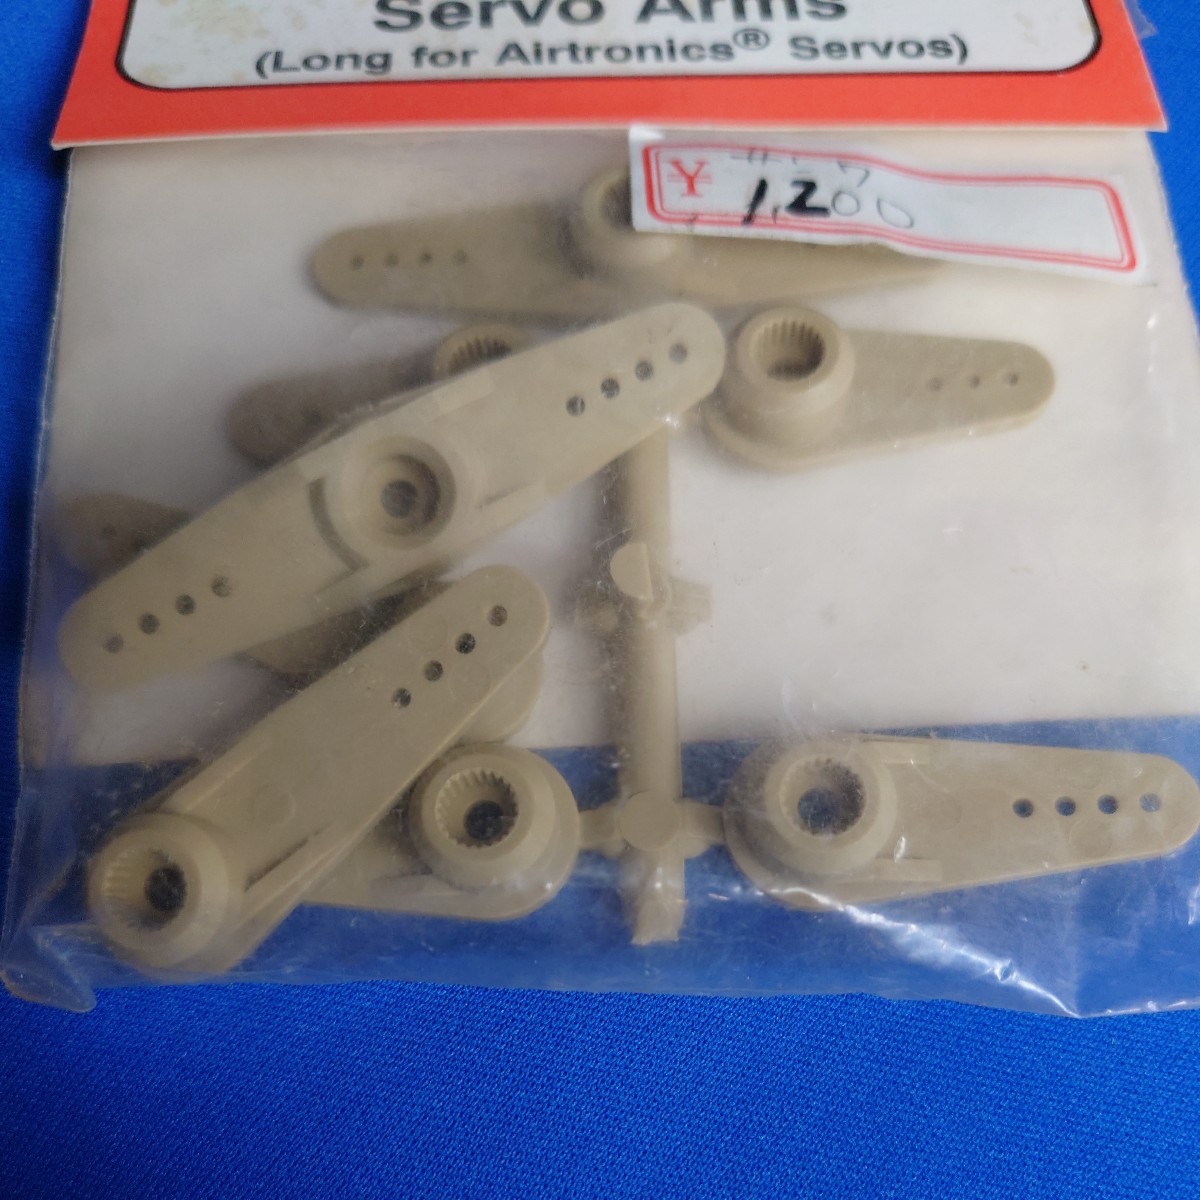 Servo Arms
(Long for Airtronics® Servos)
¥ 1,200